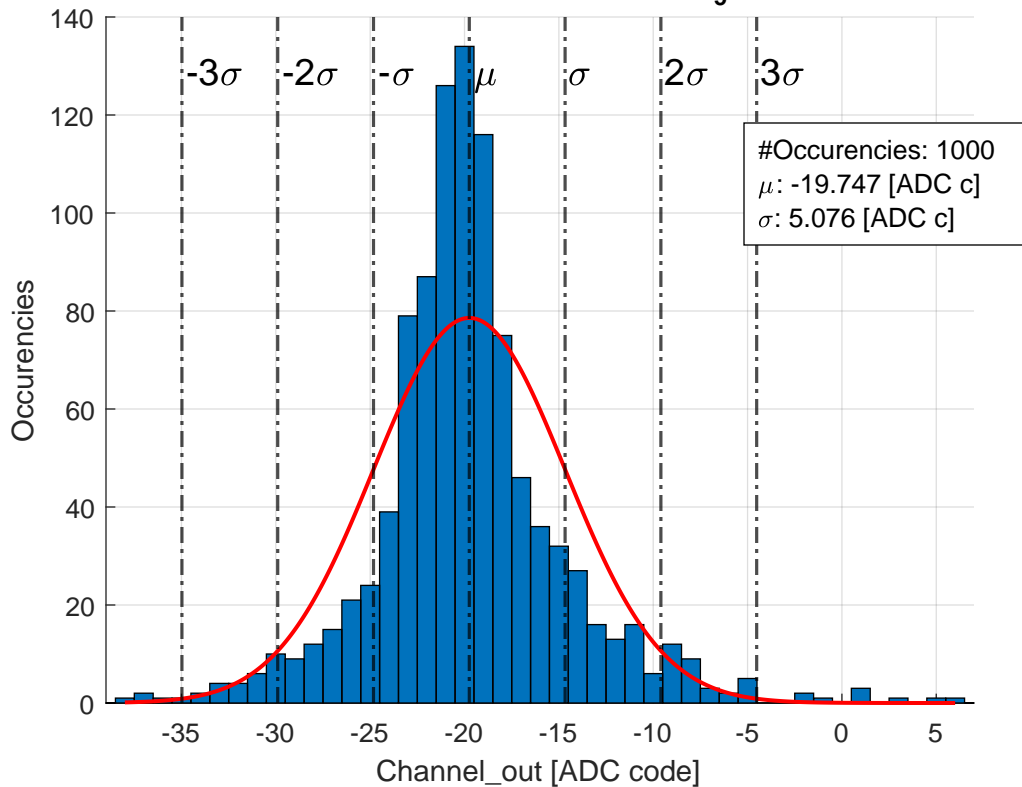 140
120
100
80
60
40
20
0
-3σ -2σ -σ μ σ 2σ 3σ
#Occurencies: 1000
μ: -19.747 [ADC c]
σ: 5.076 [ADC c]
Occurencies
-35 -30 -25 -20 -15 -10 -5 0 5
Channel_out [ADC code]